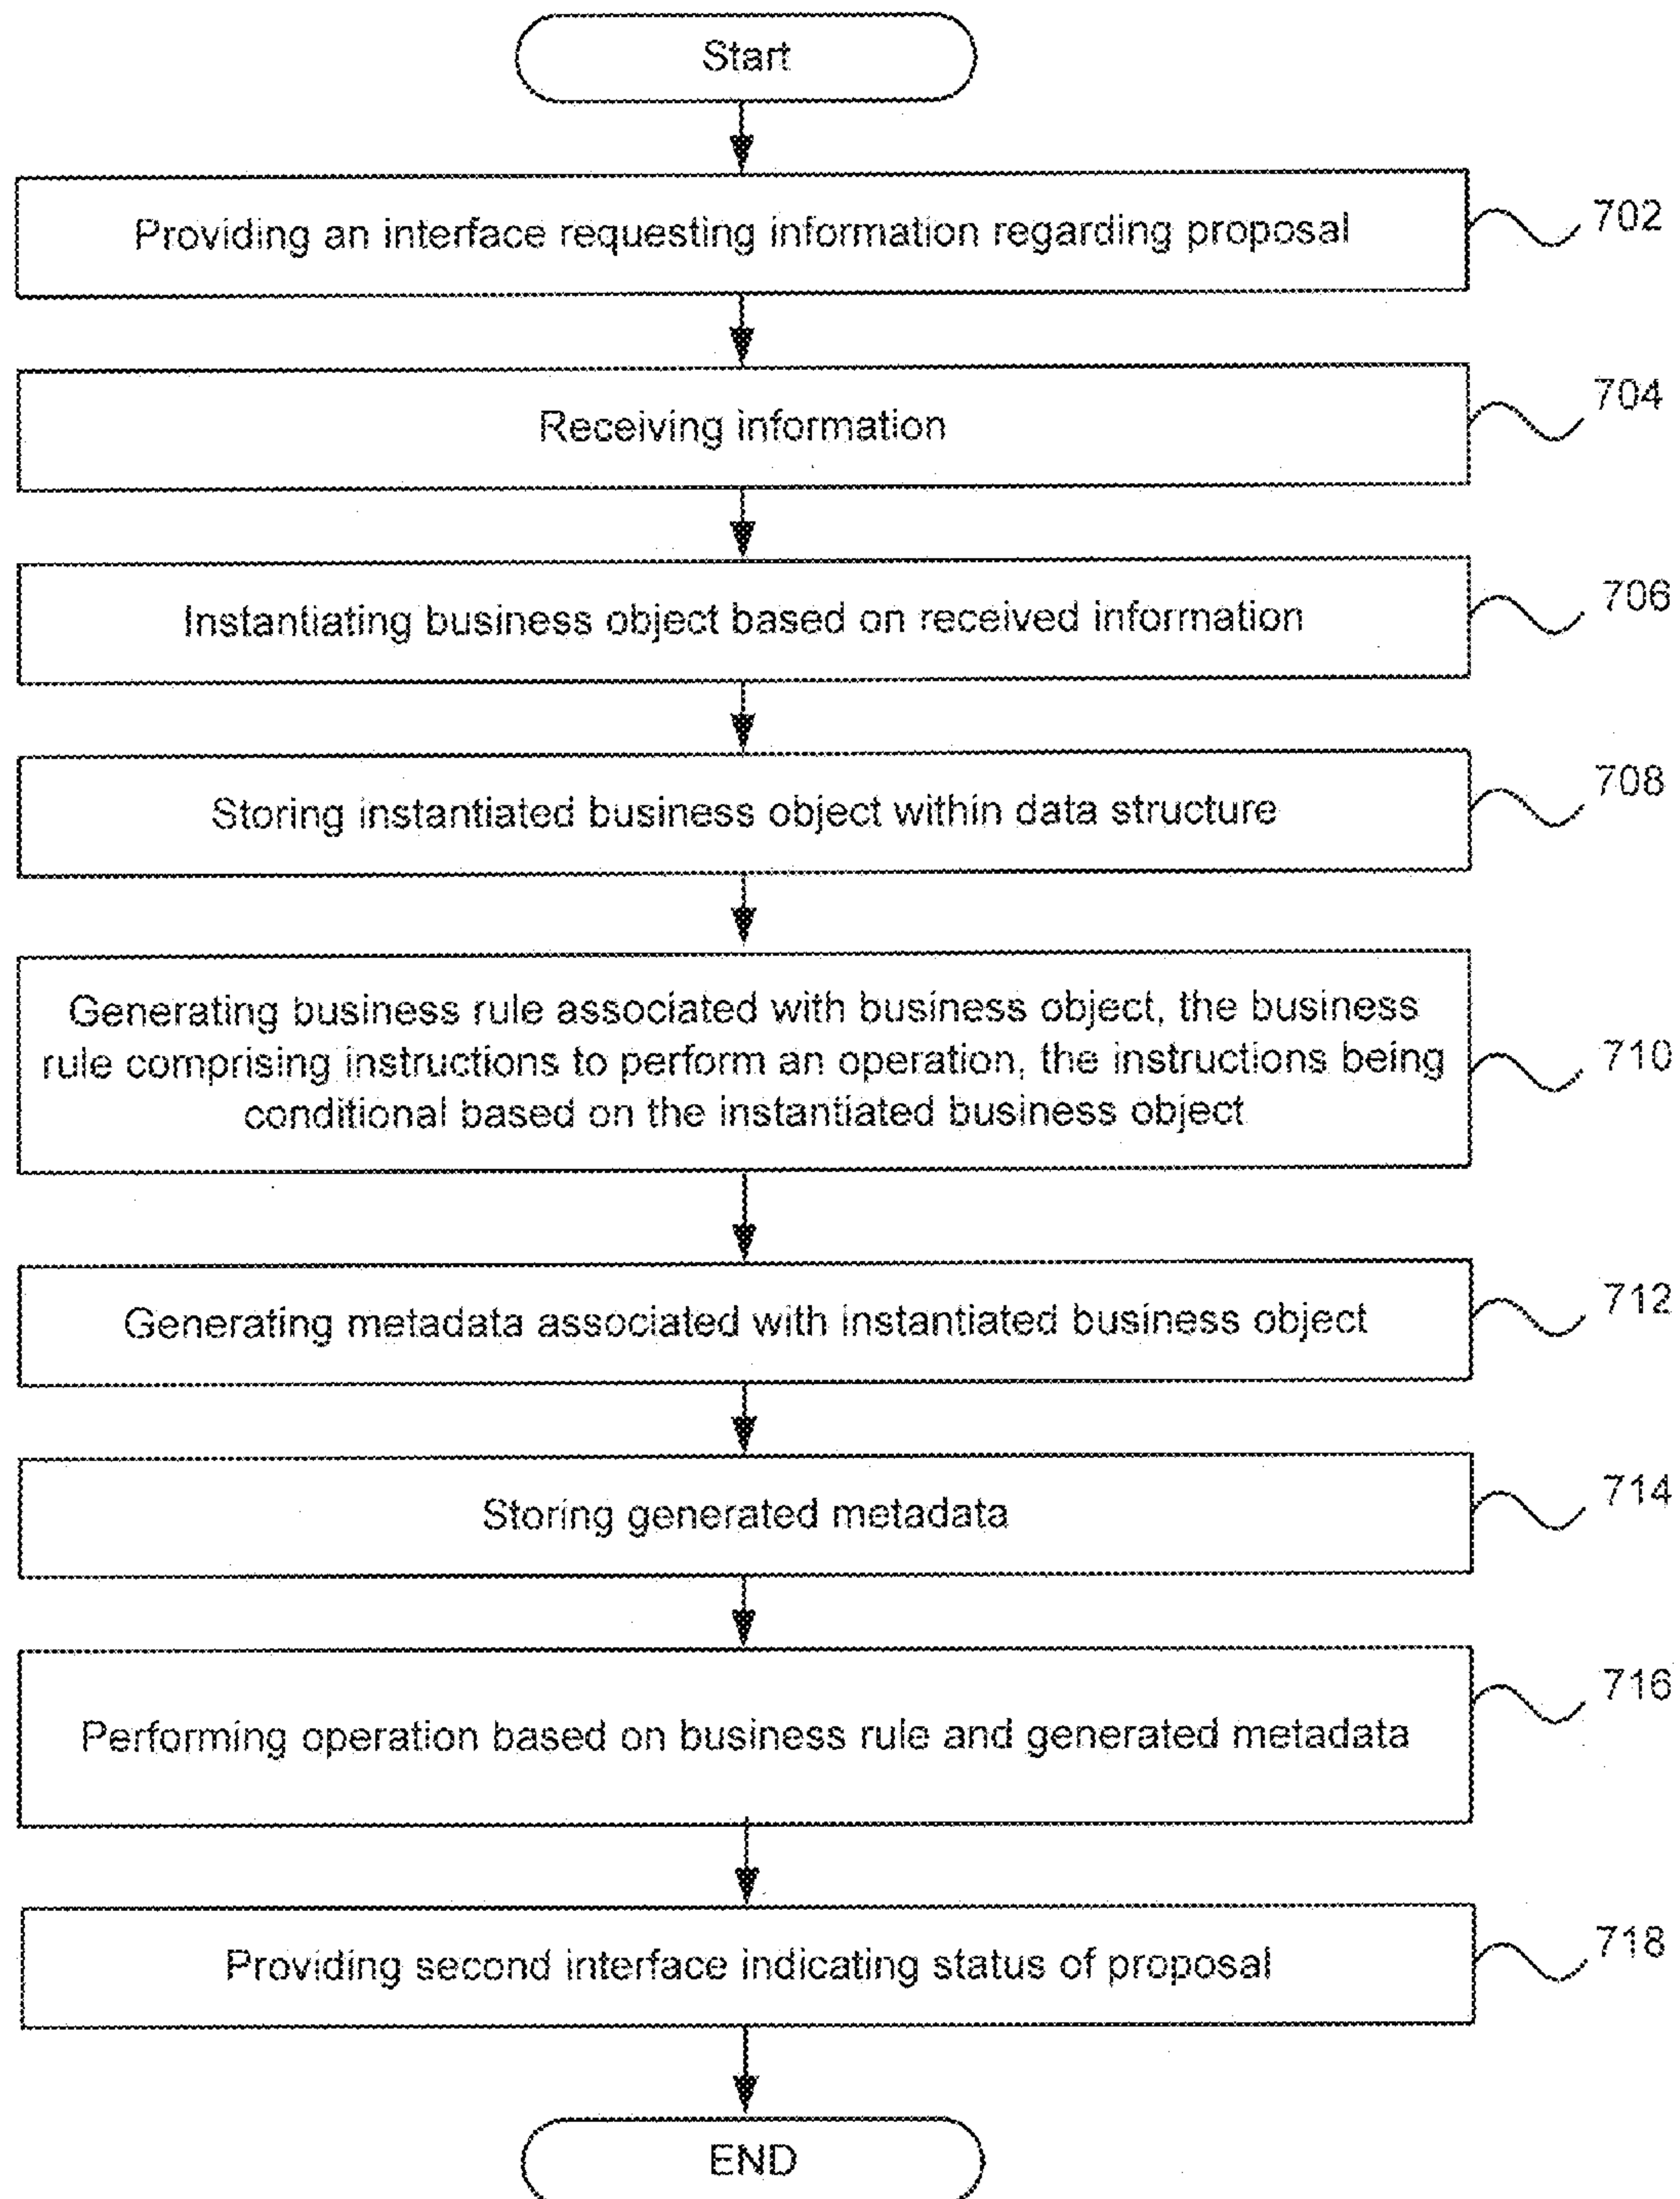 Start
Providing an interface requesting information regarding proposal
702
Receiving information
704
Instantiating business object based on received information
706
Storing instantiated business object within data structure
708
Generating business rule associated with business object, the business
rule comprising instructions to perform an operation, the instructions being
conditional based on the instantiated business object
710
Generating metadata associated with instantiated business object
712
Storing generated metadata
714
Performing operation based on business rule and generated metadata
716
Providing second interface indicating status of proposal
718
END